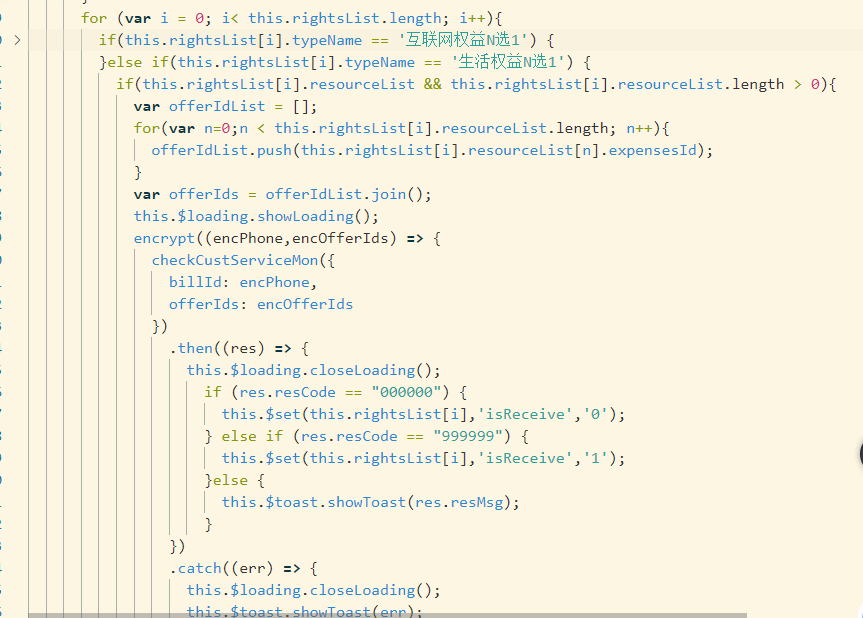 for (var i = 0; i< this.rightsList.length; i++){
if(this.rightsList[i].typeName == '互联网权益N选1') {
}else if(this.rightsList[i].typeName == '生活权益N选1') {
if(this.rightsList[i].resourceList && this.rightsList[i].resourceList.length > 0){
var offerIdList = [];
for(var n=0;n < this.rightsList[i].resourceList.length; n++){
offerIdList.push(this.rightsList[i].resourceList[n].expensesId);
}
var offerIds = offerIdList.join();
this.$loading.showLoading();
encrypt((encPhone,encOfferIds) => {
checkCustServiceMon({
billId: encPhone,
offerIds: encOfferIds
})
.then((res) => {
this.$loading.closeLoading();
if (res.resCode == "000000") {
this.$set(this.rightsList[i],'isReceive','0');
} else if (res.resCode == "999999") {
this.$set(this.rightsList[i],'isReceive','1');
}else {
this.$toast.showToast(res.resMsg);
}
})
.catch((err) => {
this.$loading.closeLoading();
this.$toast.showToast(err);